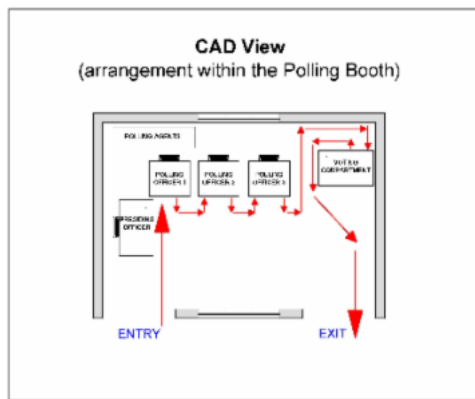 CAD View
(arrangement within the Polling Booth)
POLLING AGENTS
POLLING
OFFICER 1
POLLING
OFFICER 2
POLLING
OFFICER 3
VOTING
COMPARTMENT
PRESIDING
OFFICER
ENTRY
EXIT